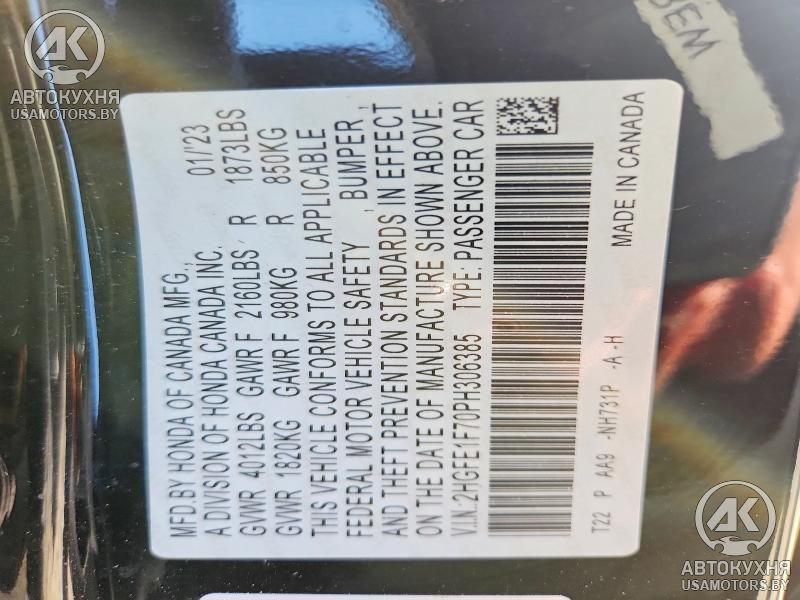 MFD.BY HONDA OF CANADA MFG., 01/23
A DIVISION OF HONDA CANADA INC.
GVWR 4012LBS GAWR F 2160LBS R 1873LBS
GVWR 1820KG GAWR F 980KG R 850KG
THIS VEHICLE CONFORMS TO ALL APPLICABLE
FEDERAL MOTOR VEHICLE SAFETY , BUMPER ,
AND THEFT PREVENTION STANDARDS IN EFFECT
ON THE DATE OF MANUFACTURE SHOWN ABOVE.
V.I.N.:2HGFE1F70PH306385 TYPE: PASSENGER CAR
T22 P AA9 -NH731P -A -H MADE IN CANADA
BEM
AK
АВТОКУХНЯ
USAMOTORS.BY
AK
АВТОКУХНЯ
USAMOTORS.BY